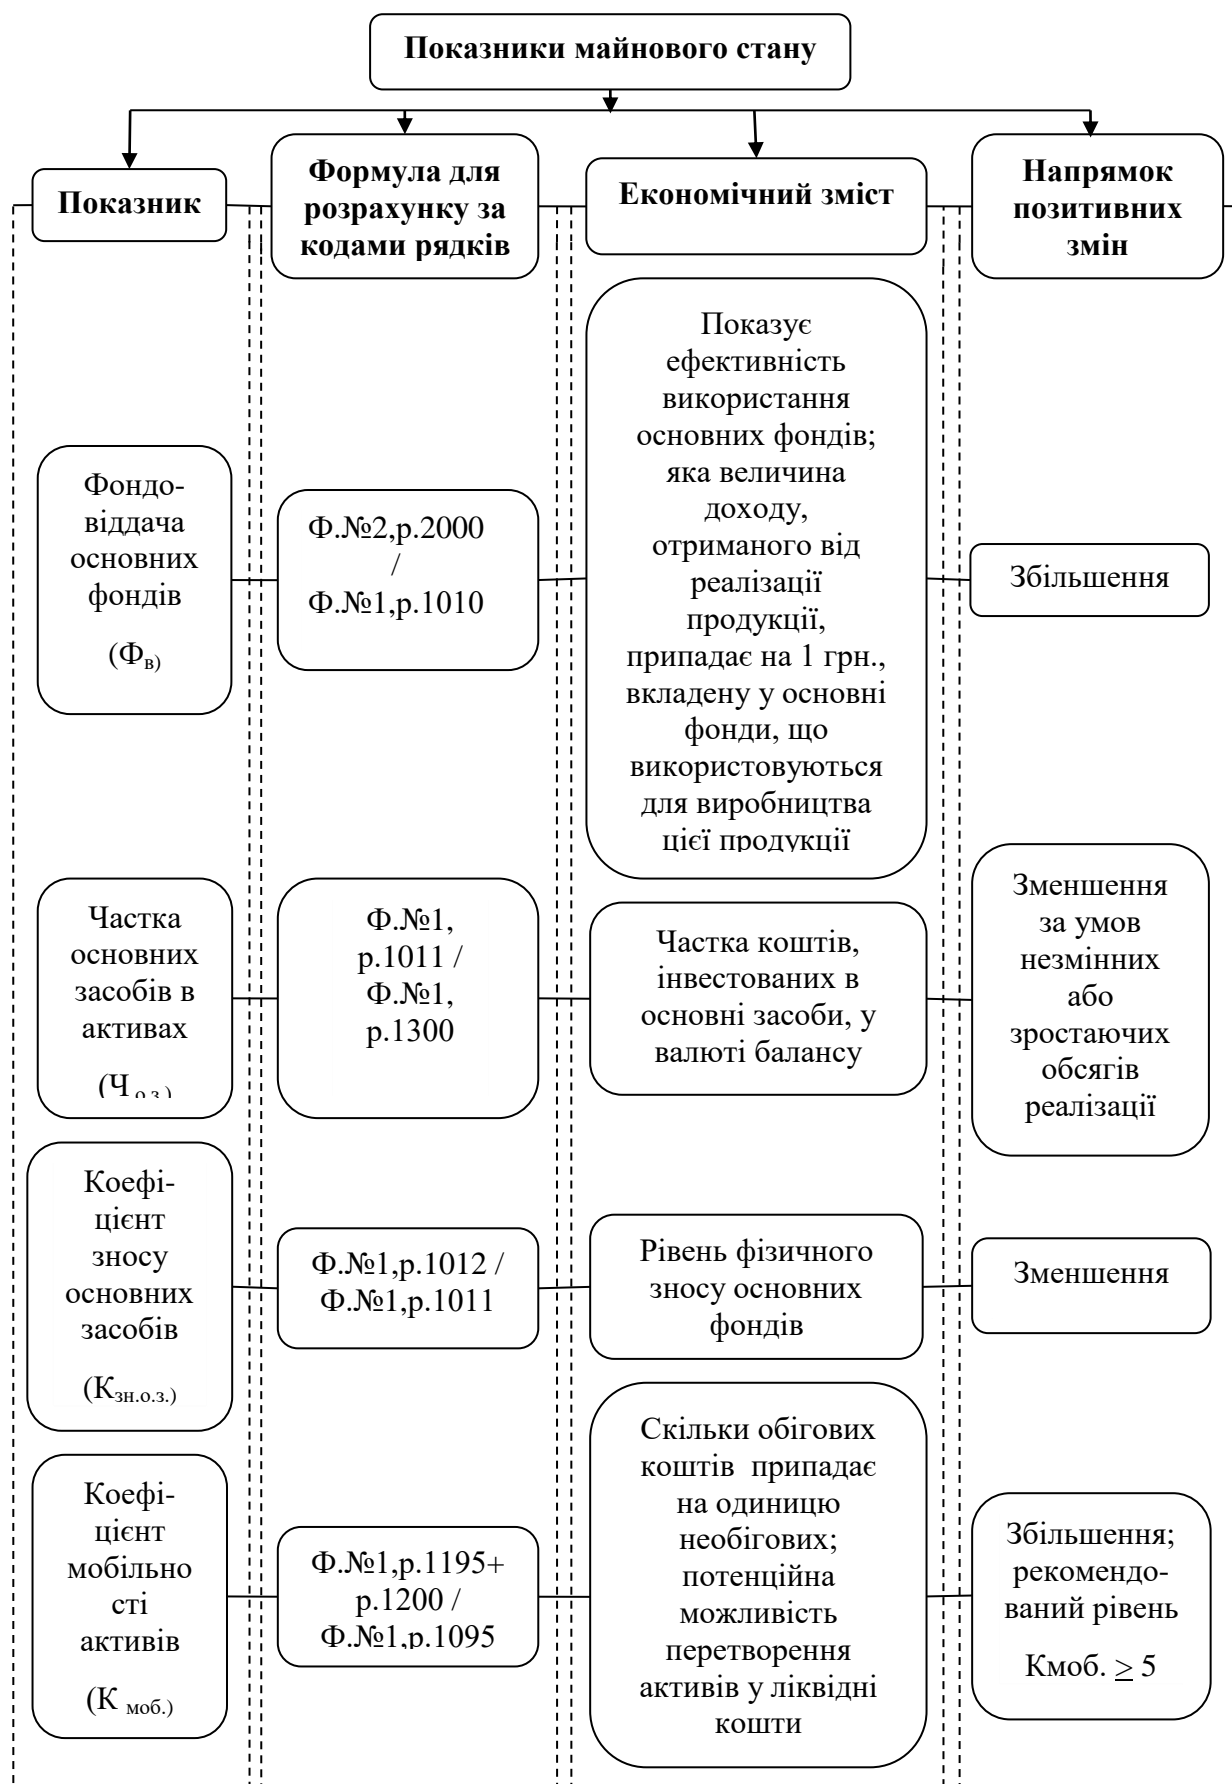 Показники майнового стану
Показник
Формула для
розрахунку за
кодами рядків
Економічний зміст
Напрямок
позитивних
змін
Фондо-
віддача
основних
фондів
(Фв)
Ф.№2,р.2000
/
Ф.№1,р.1010
Показує
ефективність
використання
основних фондів;
яка величина
доходу,
отриманого від
реалізації
продукції,
припадає на 1 грн.,
вкладену у основні
фонди, що
використовуються
для виробництва
цієї продукції
Збільшення
Частка
основних
засобів в
активах
(Ч о.з.)
Ф.№1,
р.1011 /
Ф.№1,
р.1300
Частка коштів,
інвестованих в
основні засоби, у
валюті балансу
Зменшення
за умов
незмінних
або
зростаючих
обсягів
реалізації
Коефі-
цієнт
зносу
основних
засобів
(Кзн.о.з.)
Ф.№1,р.1012 /
Ф.№1,р.1011
Рівень фізичного
зносу основних
фондів
Зменшення
Коефі-
цієнт
мобільно
сті
активів
(К моб.)
Ф.№1,р.1195+
р.1200 /
Ф.№1,р.1095
Скільки обігових
коштів припадає
на одиницю
необігових;
потенційна
можливість
перетворення
активів у ліквідні
кошти
Збільшення;
рекомендо-
ваний рівень
Кмоб. ≥ 5